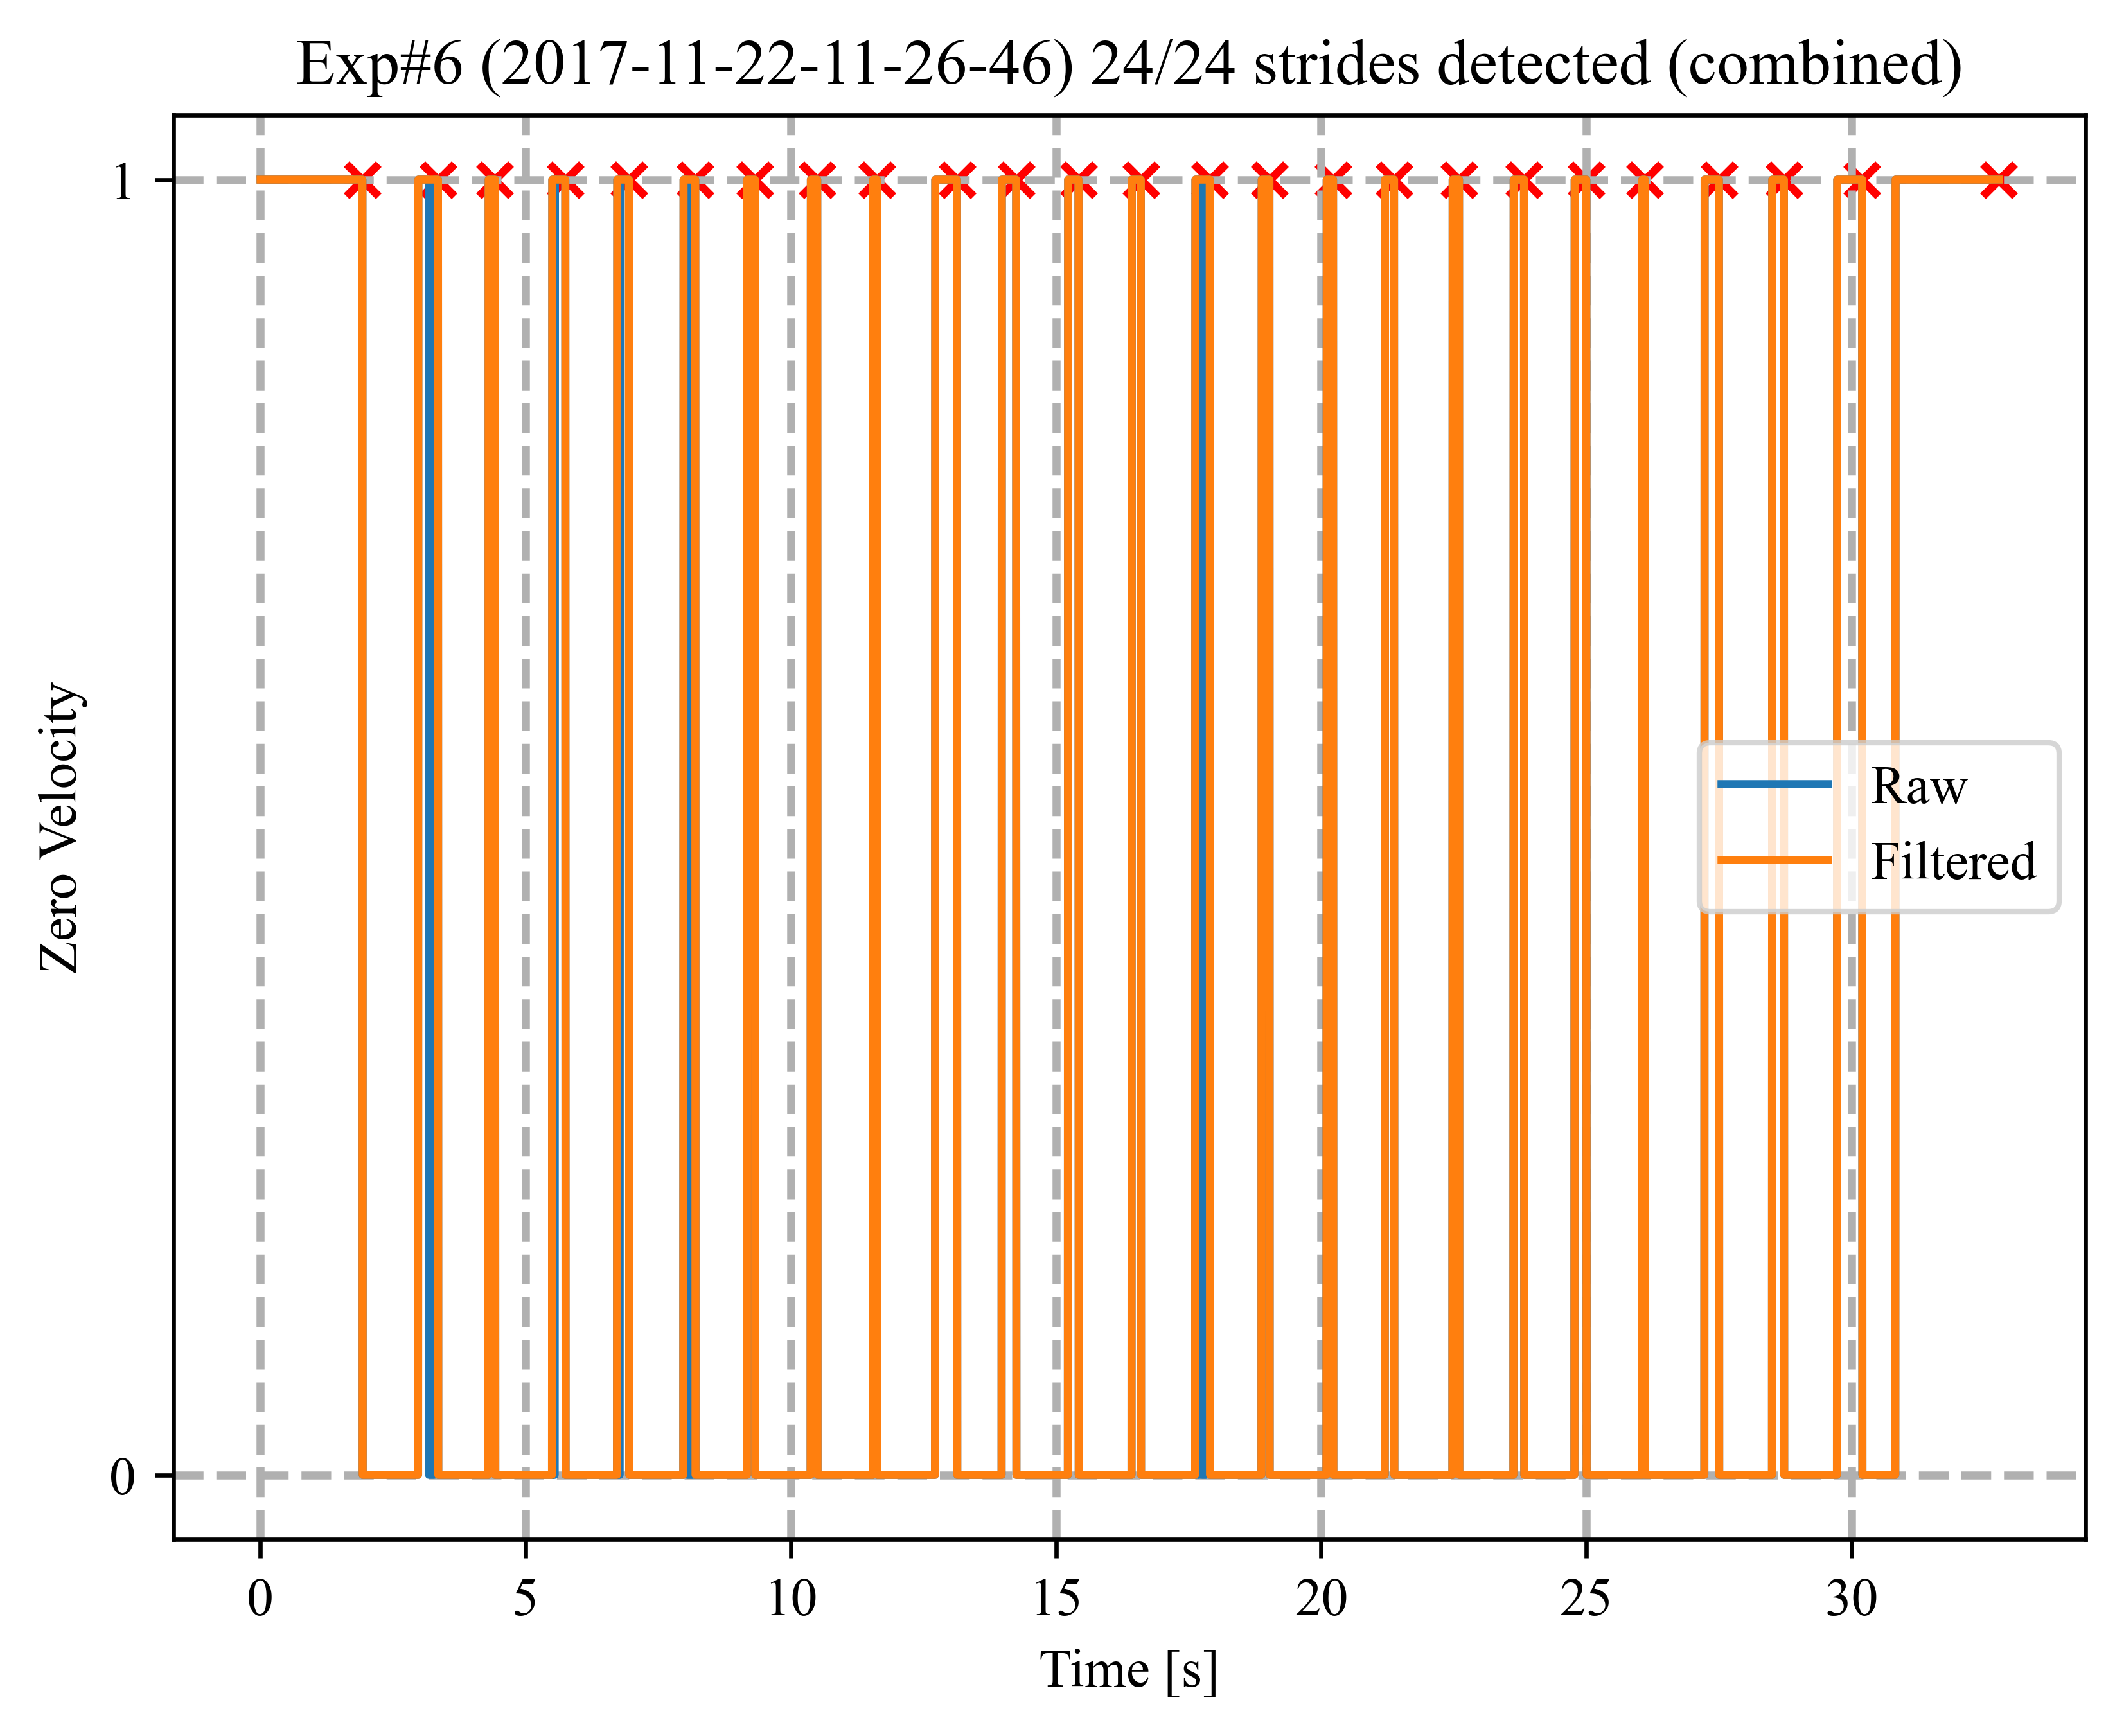 Exp#6 (2017-11-22-11-26-46) 24/24 strides detected (combined)
1
Zero Velocity
Raw
Filtered
0
0 5 10 15 20 25 30
Time [s]